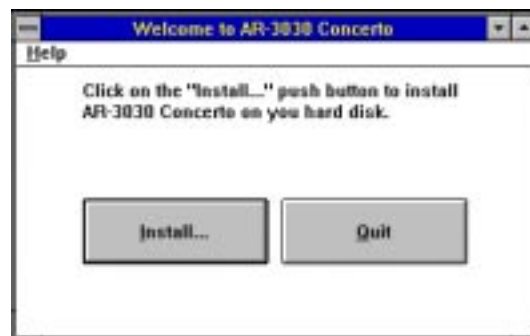 Welcome to AR-3030 Concerto
Help
Click on the "Install..." push button to install
AR-3030 Concerto on you hard disk.
Install...
Quit